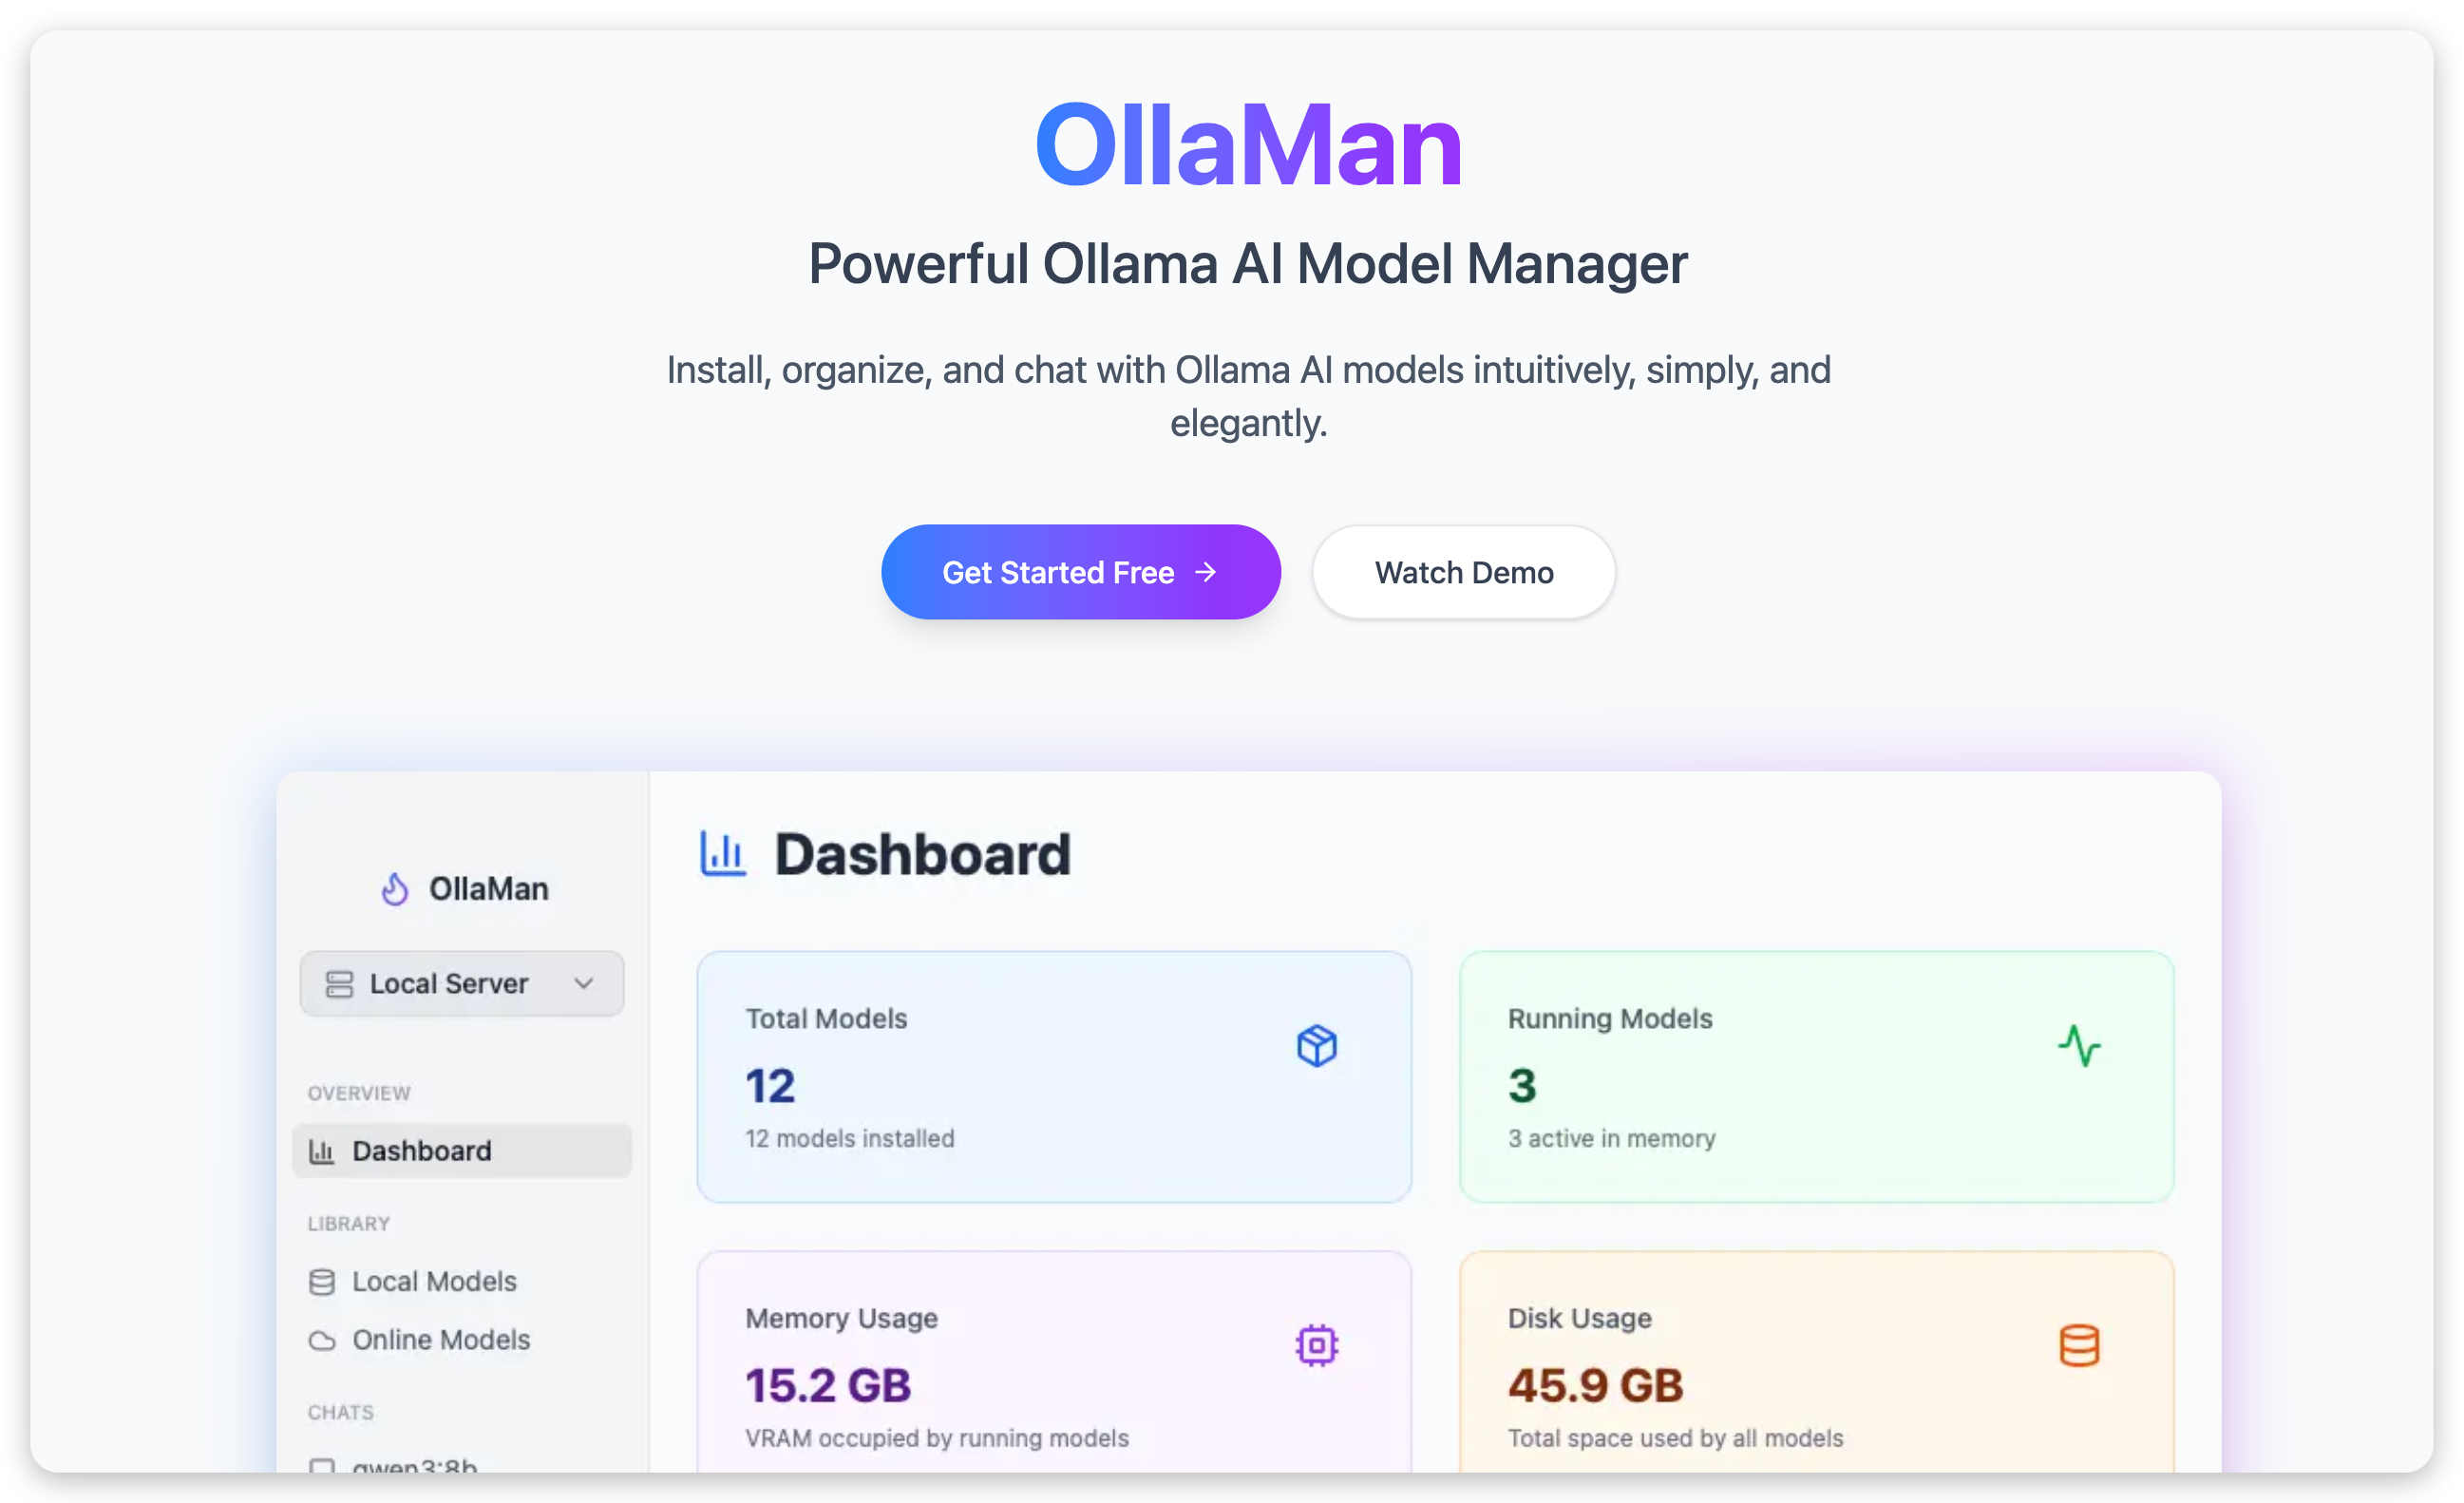 OllaMan
Powerful Ollama AI Model Manager
Install, organize, and chat with Ollama AI models intuitively, simply, and
elegantly.
Get Started Free →
Watch Demo
OllaMan
Local Server
OVERVIEW
Dashboard
LIBRARY
Local Models
Online Models
CHATS
qwen3:8b
Dashboard
Total Models
12
12 models installed
Running Models
3
3 active in memory
Memory Usage
15.2 GB
VRAM occupied by running models
Disk Usage
45.9 GB
Total space used by all models